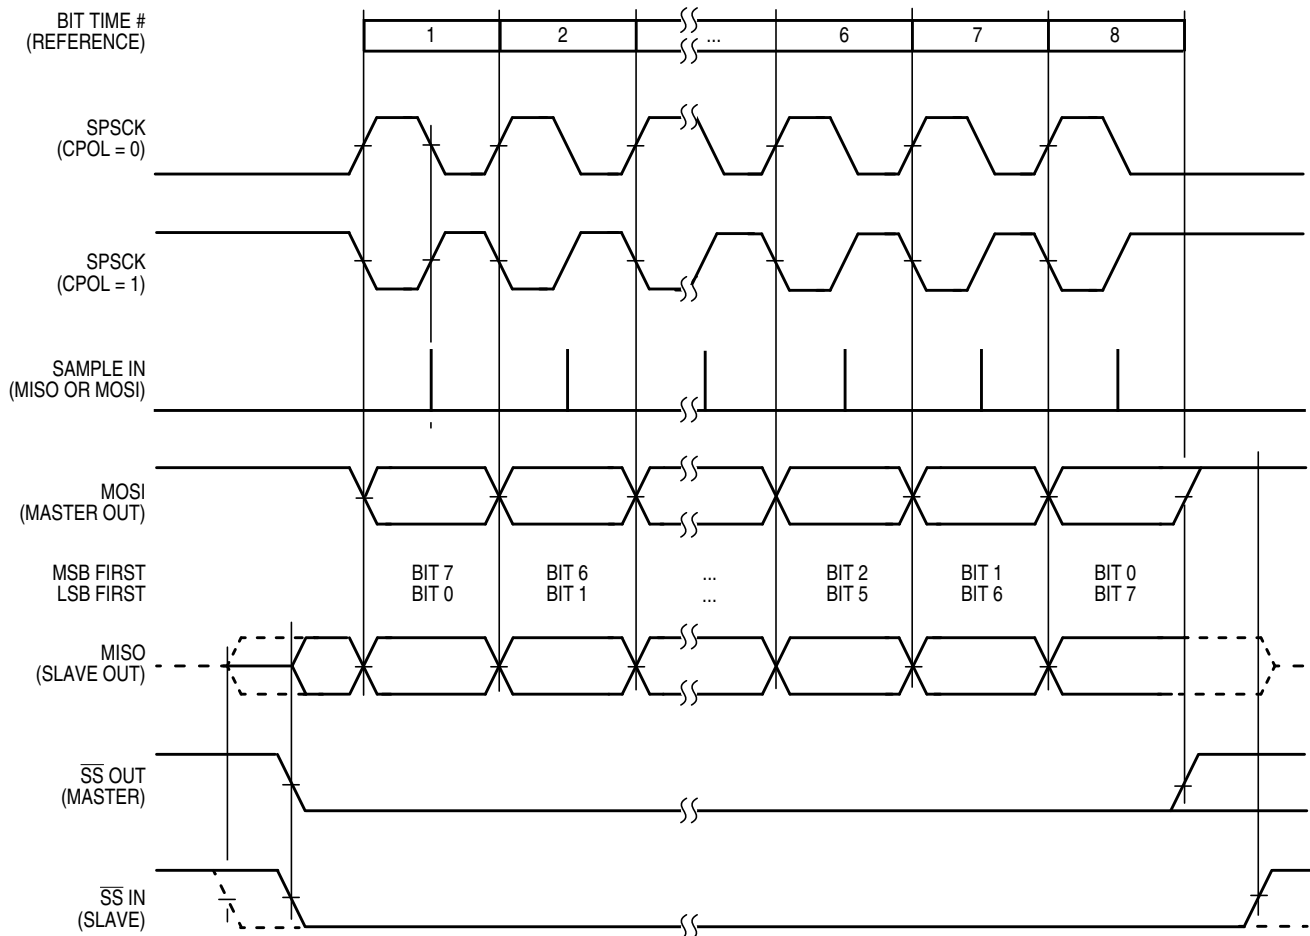 BIT TIME #
(REFERENCE)
1 2 ... 6 7 8
SPSCK
(CPOL = 0)
SPSCK
(CPOL = 1)
SAMPLE IN
(MISO OR MOSI)
MOSI
(MASTER OUT)
MSB FIRST BIT 7 BIT 6 ... BIT 2 BIT 1 BIT 0
LSB FIRST BIT 0 BIT 1 ... BIT 5 BIT 6 BIT 7
MISO
(SLAVE OUT)
S̅S̅ OUT
(MASTER)
S̅S̅ IN
(SLAVE)